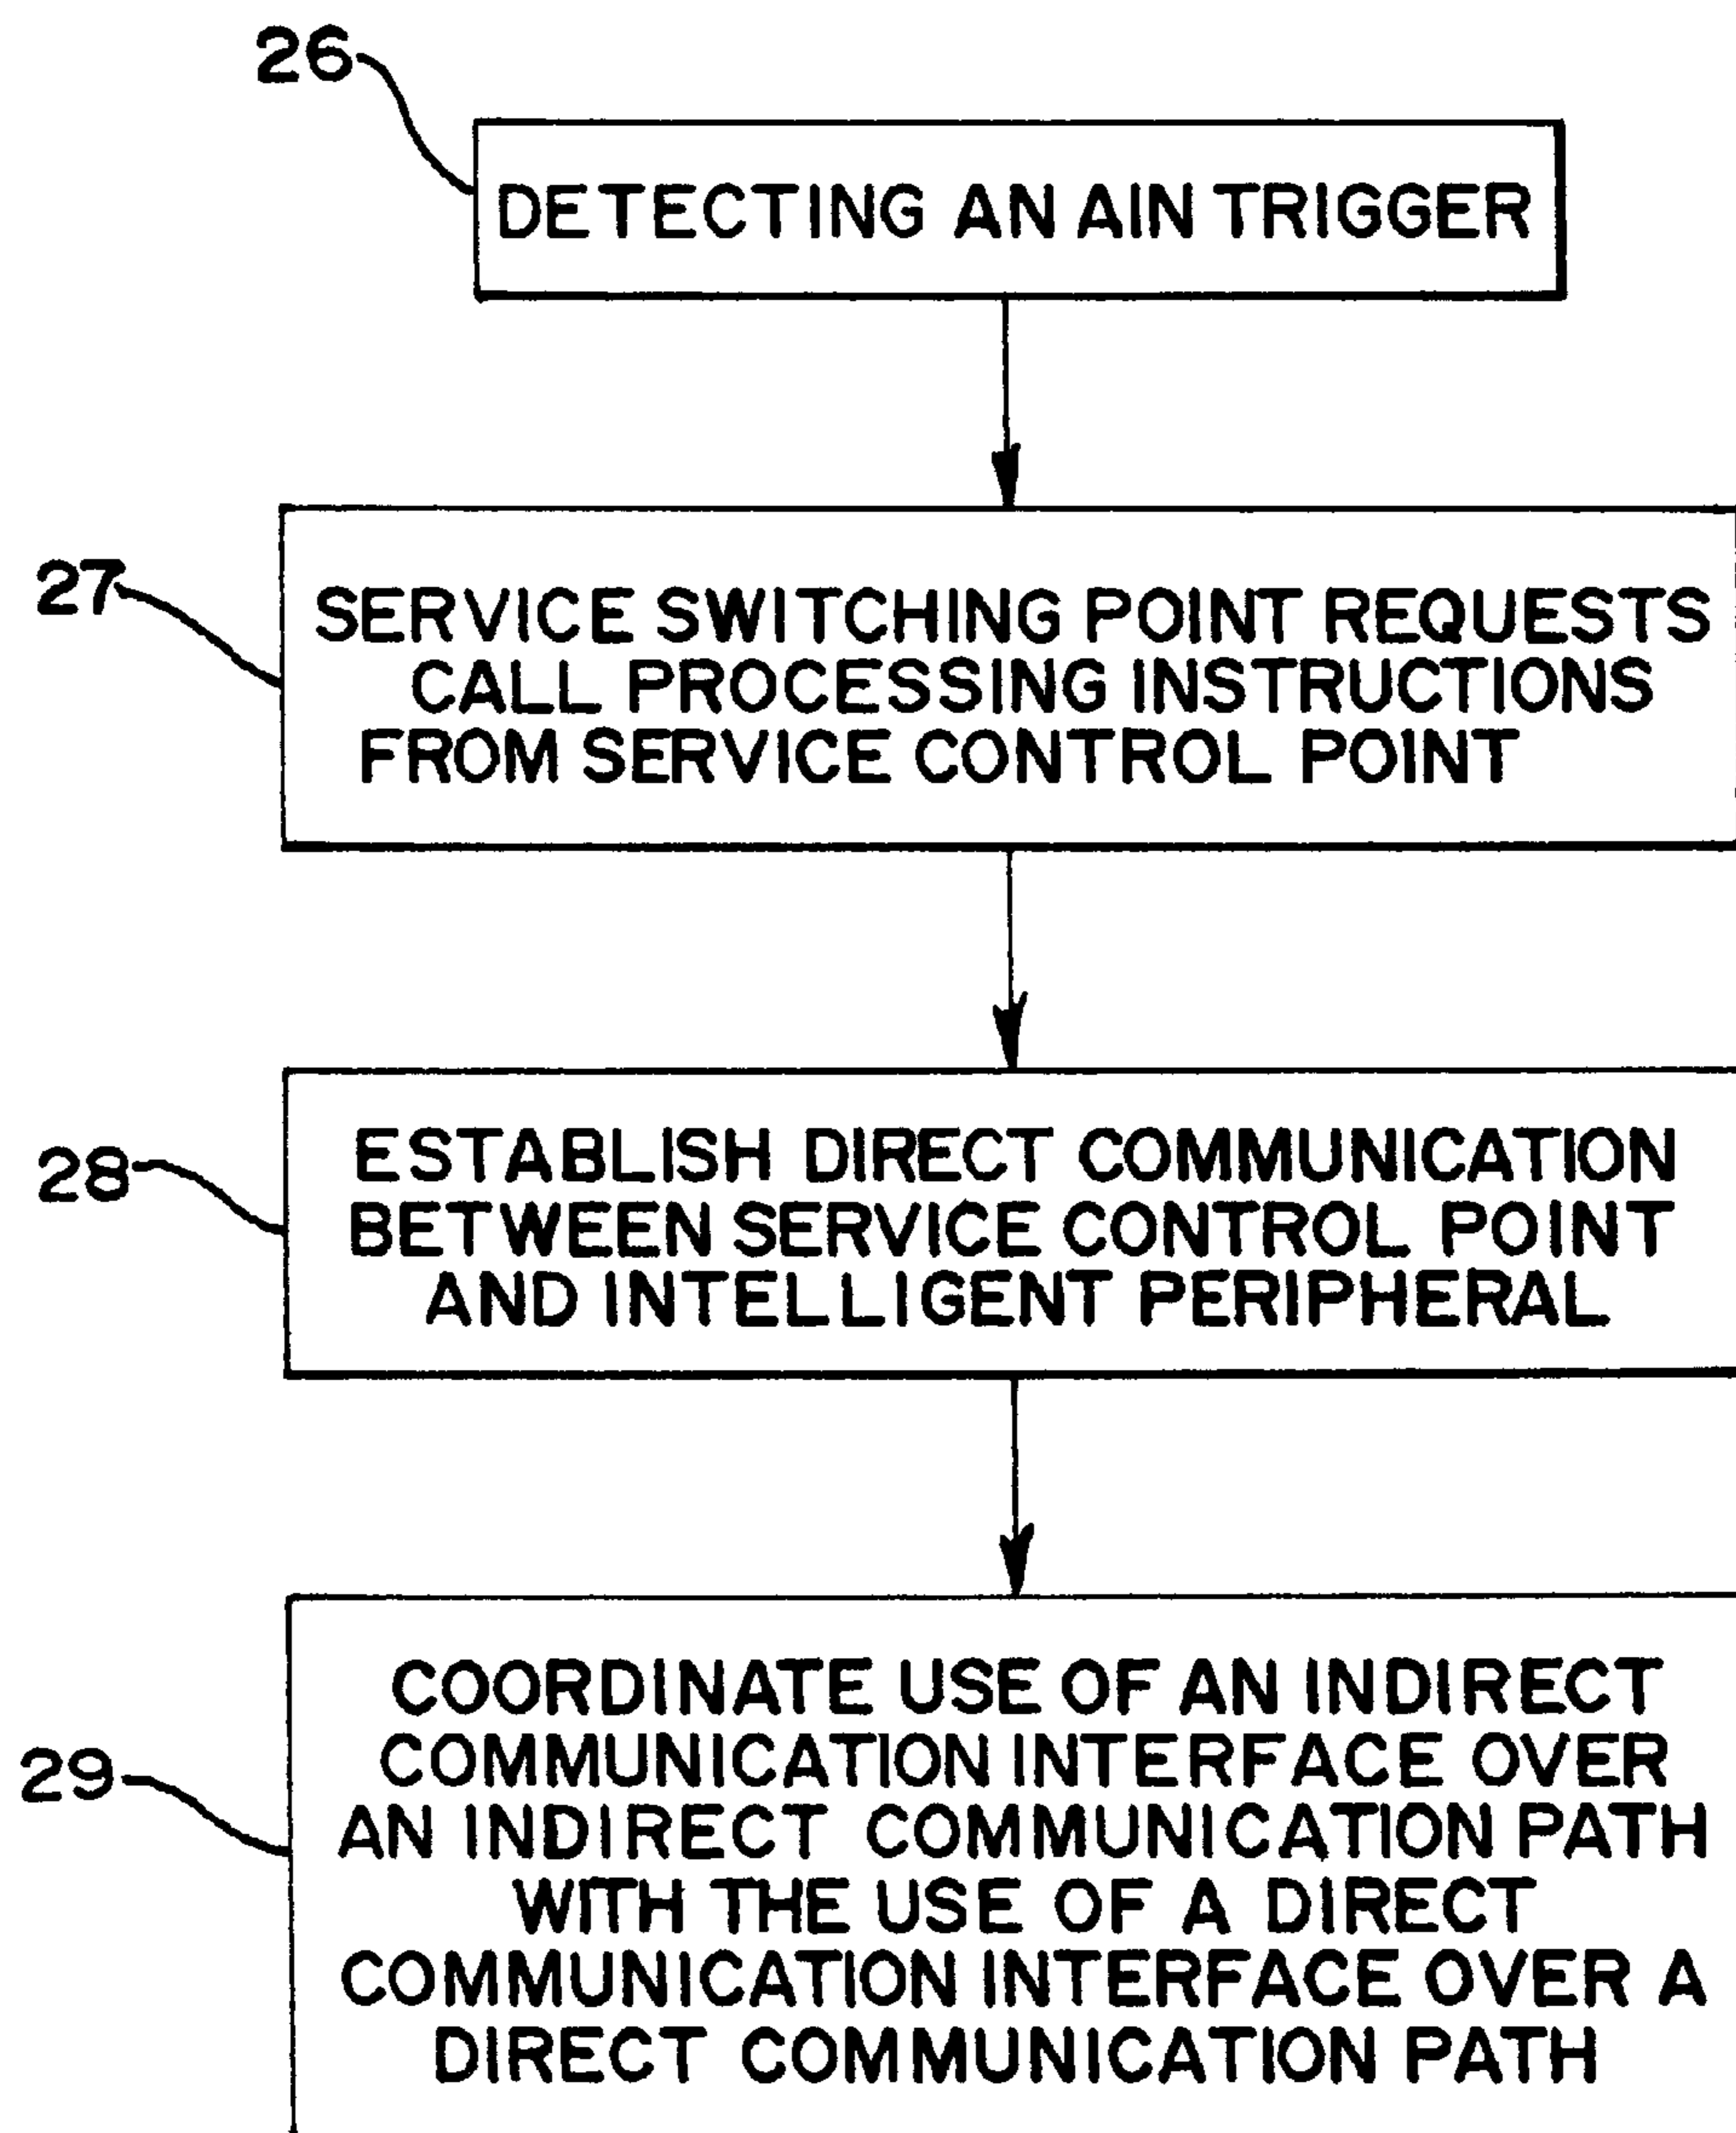 26
DETECTING AN AIN TRIGGER
27
SERVICE SWITCHING POINT REQUESTS
CALL PROCESSING INSTRUCTIONS
FROM SERVICE CONTROL POINT
28
ESTABLISH DIRECT COMMUNICATION
BETWEEN SERVICE CONTROL POINT
AND INTELLIGENT PERIPHERAL
29
COORDINATE USE OF AN INDIRECT
COMMUNICATION INTERFACE OVER
AN INDIRECT COMMUNICATION PATH
WITH THE USE OF A DIRECT
COMMUNICATION INTERFACE OVER A
DIRECT COMMUNICATION PATH